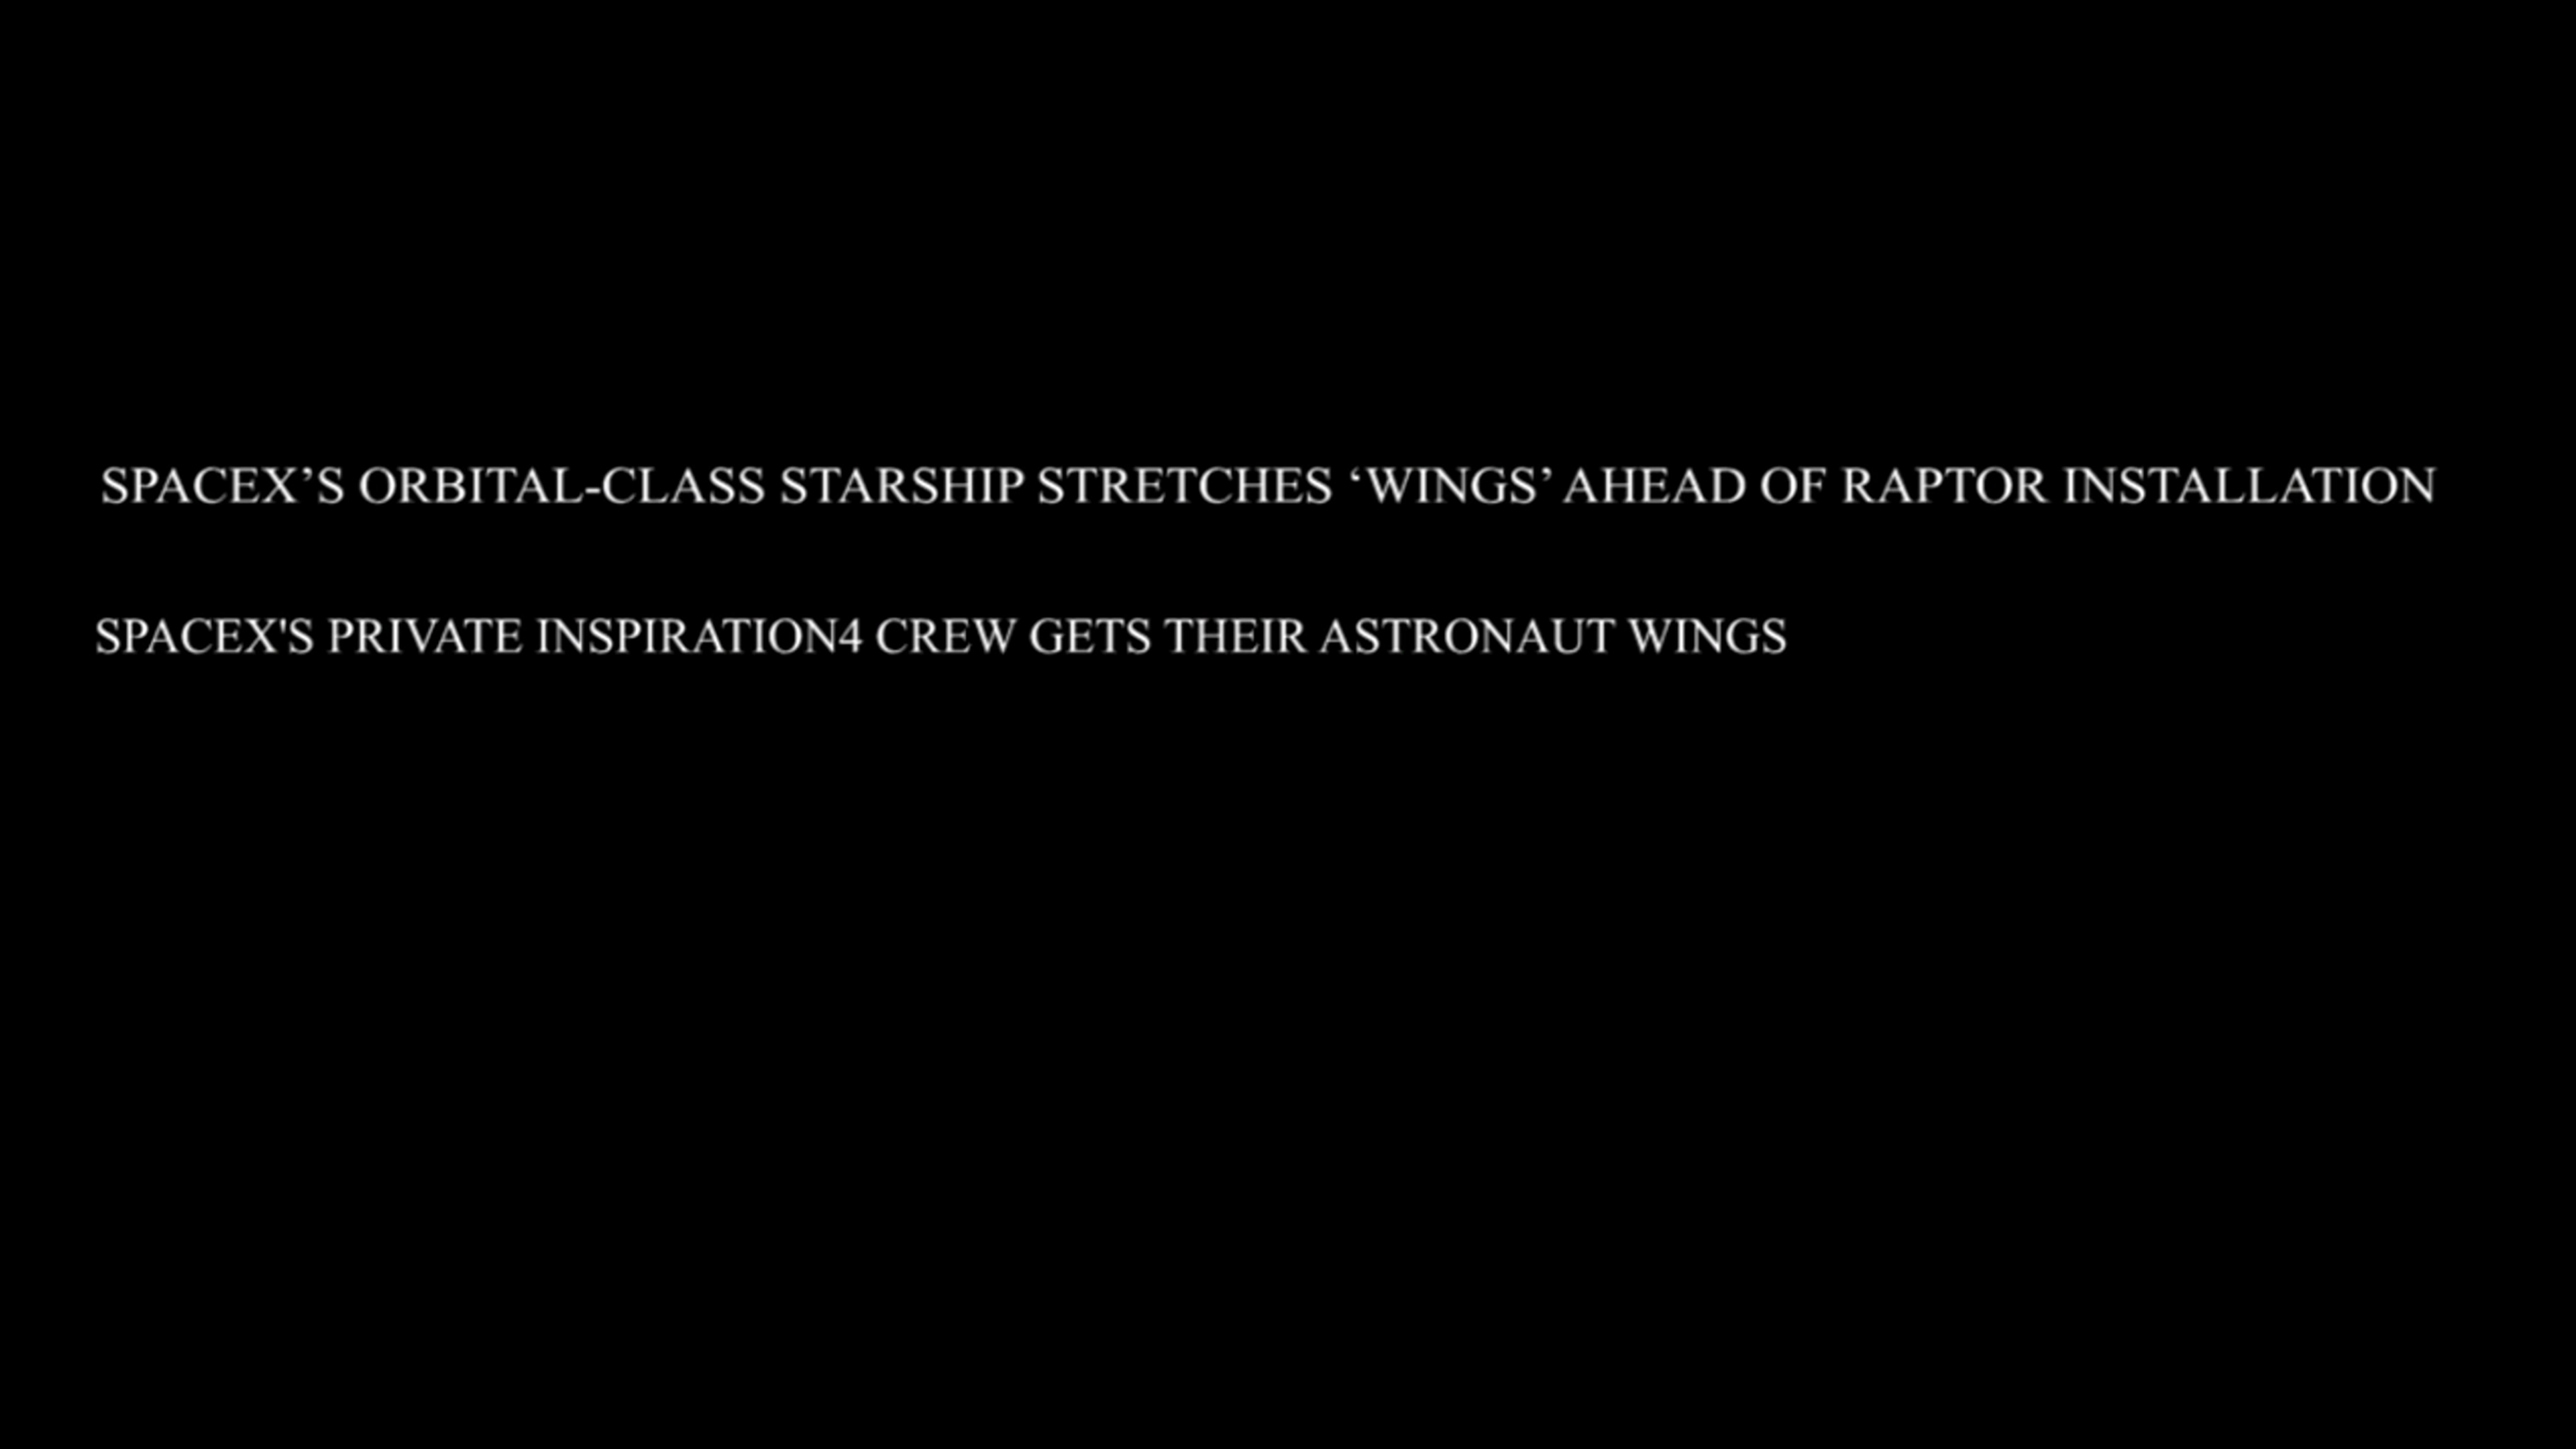 SPACEX’S ORBITAL-CLASS STARSHIP STRETCHES ‘WINGS’ AHEAD OF RAPTOR INSTALLATION
SPACEX'S PRIVATE INSPIRATION4 CREW GETS THEIR ASTRONAUT WINGS